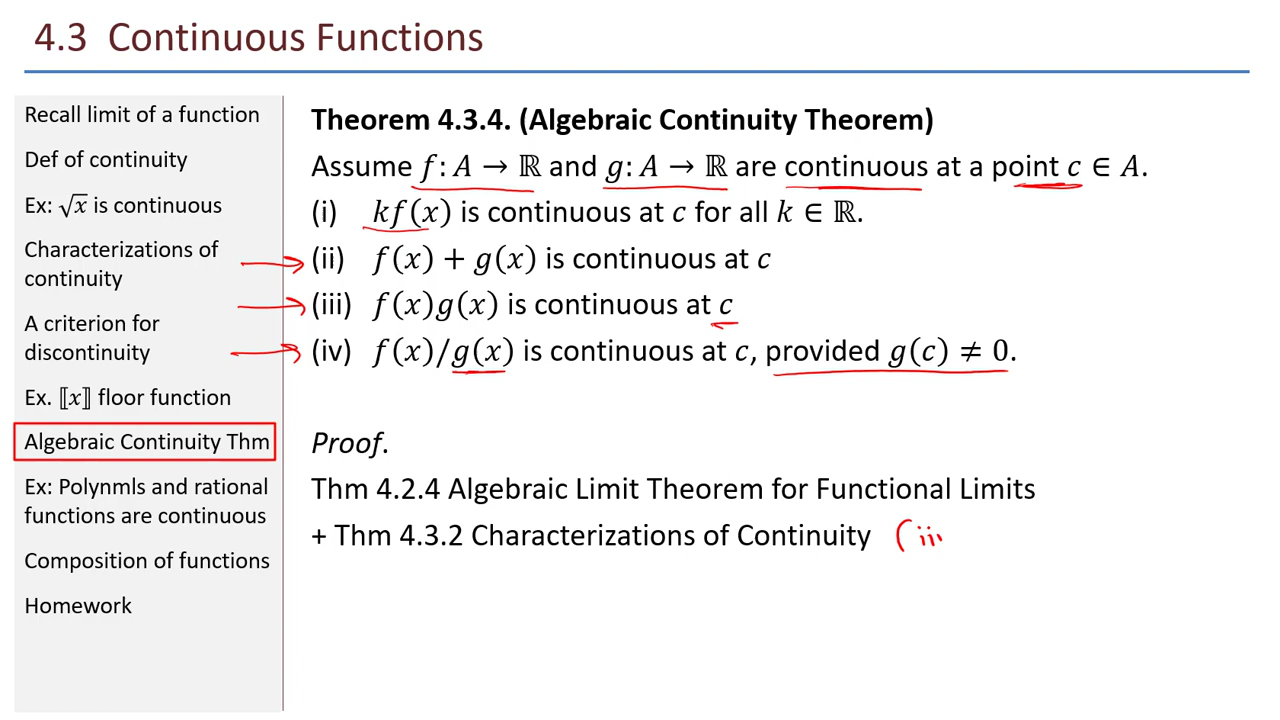 4.3 Continuous Functions
Recall limit of a function
Def of continuity
Ex: √x is continuous
Characterizations of
continuity
A criterion for
discontinuity
Ex. ⟦x⟧ floor function
Algebraic Continuity Thm
Ex: Polynmls and rational
functions are continuous
Composition of functions
Homework
Theorem 4.3.4. (Algebraic Continuity Theorem)
Assume f: A → ℝ and g: A → ℝ are continuous at a point c ∈ A.
(i) kf(x) is continuous at c for all k ∈ ℝ.
(ii) f(x) + g(x) is continuous at c
(iii) f(x)g(x) is continuous at c
(iv) f(x)/g(x) is continuous at c, provided g(c) ≠ 0.
Proof.
Thm 4.2.4 Algebraic Limit Theorem for Functional Limits
+ Thm 4.3.2 Characterizations of Continuity (iii